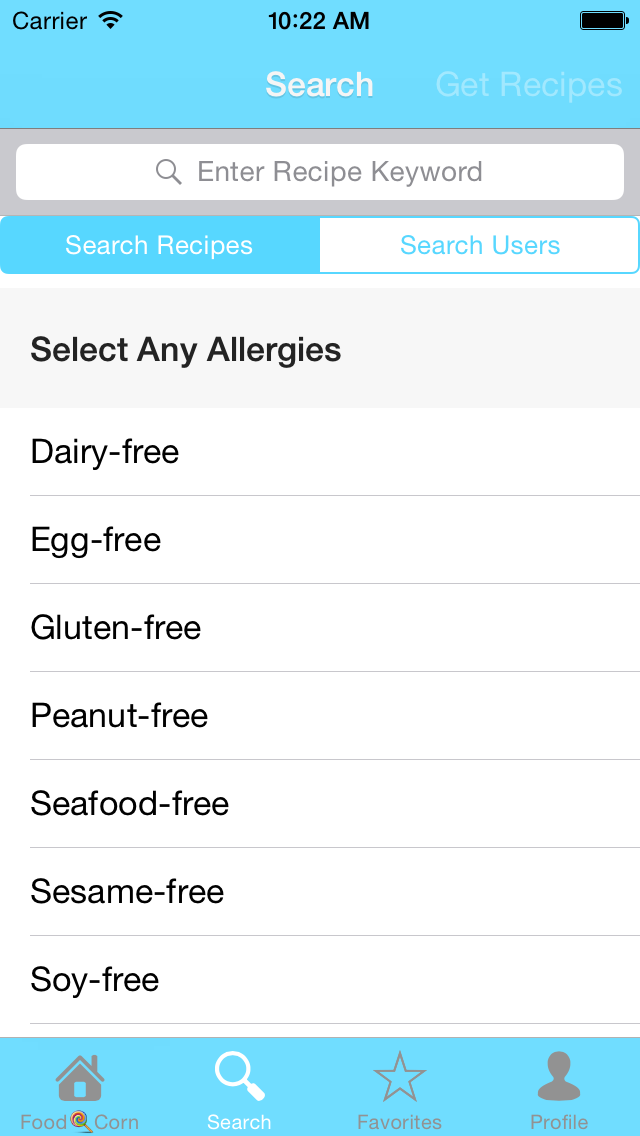 Carrier 10:22 AM
Search Get Recipes
Enter Recipe Keyword
Search Recipes Search Users
Select Any Allergies
Dairy-free
Egg-free
Gluten-free
Peanut-free
Seafood-free
Sesame-free
Soy-free
Food Corn Search Favorites Profile